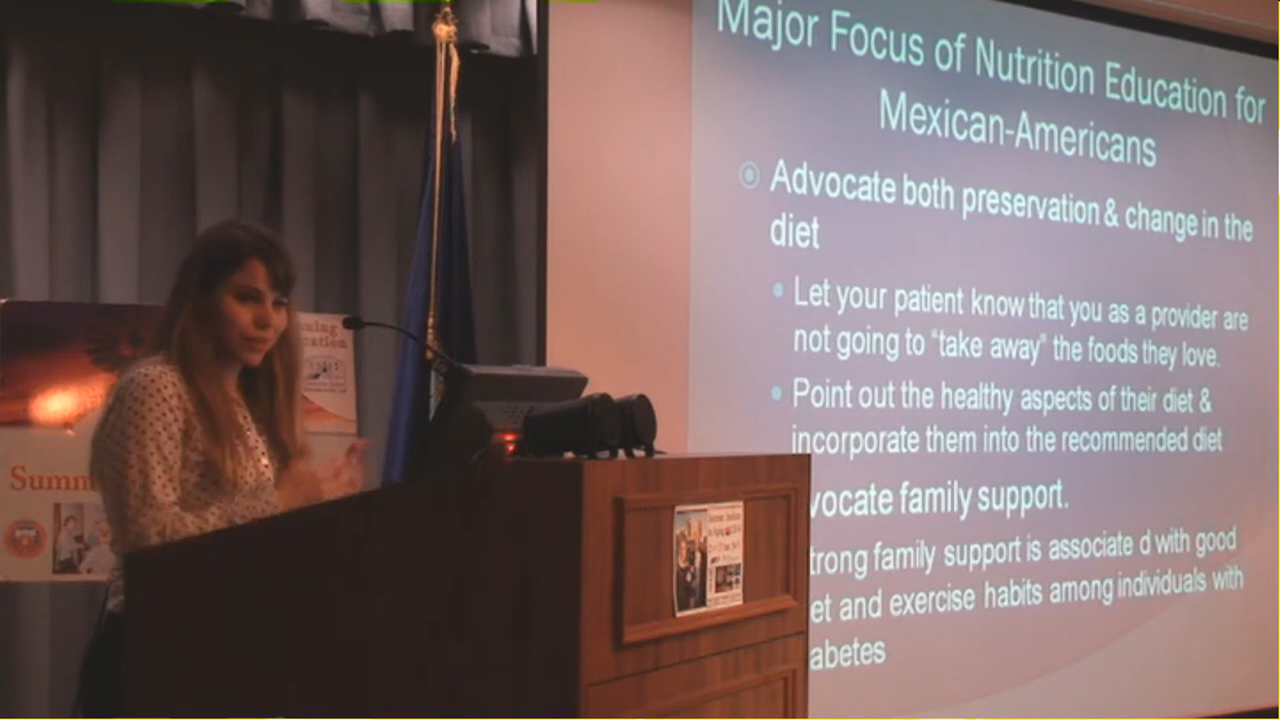 Major Focus of Nutrition Education for
Mexican-Americans
Advocate both preservation & change in the
diet
Let your patient know that you as a provider are
not going to "take away" the foods they love.
Point out the healthy aspects of their diet &
incorporate them into the recommended diet
vocate family support.
trong family support is associate d with good
et and exercise habits among individuals with
abetes
Summ